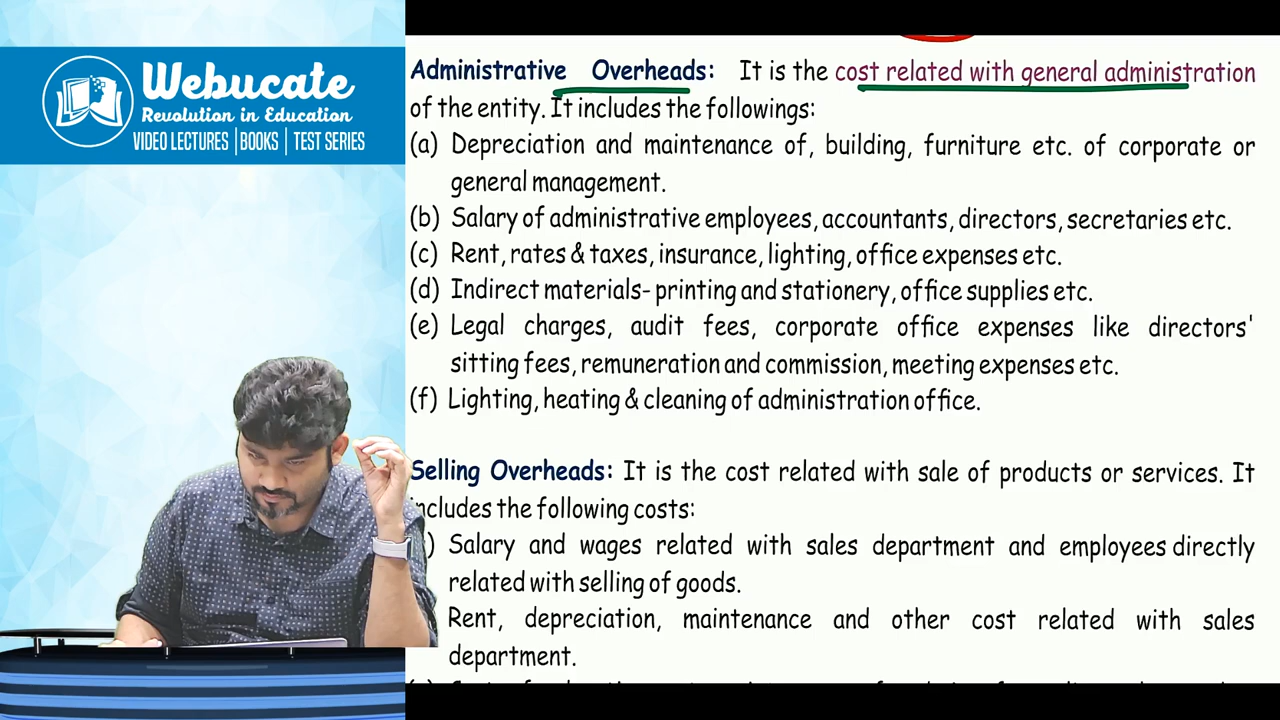 Webucate
Revolution in Education
VIDEO LECTURES | BOOKS | TEST SERIES
Administrative Overheads: It is the cost related with general administration
of the entity. It includes the followings:
(a) Depreciation and maintenance of, building, furniture etc. of corporate or
general management.
(b) Salary of administrative employees, accountants, directors, secretaries etc.
(c) Rent, rates & taxes, insurance, lighting, office expenses etc.
(d) Indirect materials- printing and stationery, office supplies etc.
(e) Legal charges, audit fees, corporate office expenses like directors'
sitting fees, remuneration and commission, meeting expenses etc.
(f) Lighting, heating & cleaning of administration office.
Selling Overheads: It is the cost related with sale of products or services. It
includes the following costs:
Salary and wages related with sales department and employees directly
related with selling of goods.
Rent, depreciation, maintenance and other cost related with sales
department.